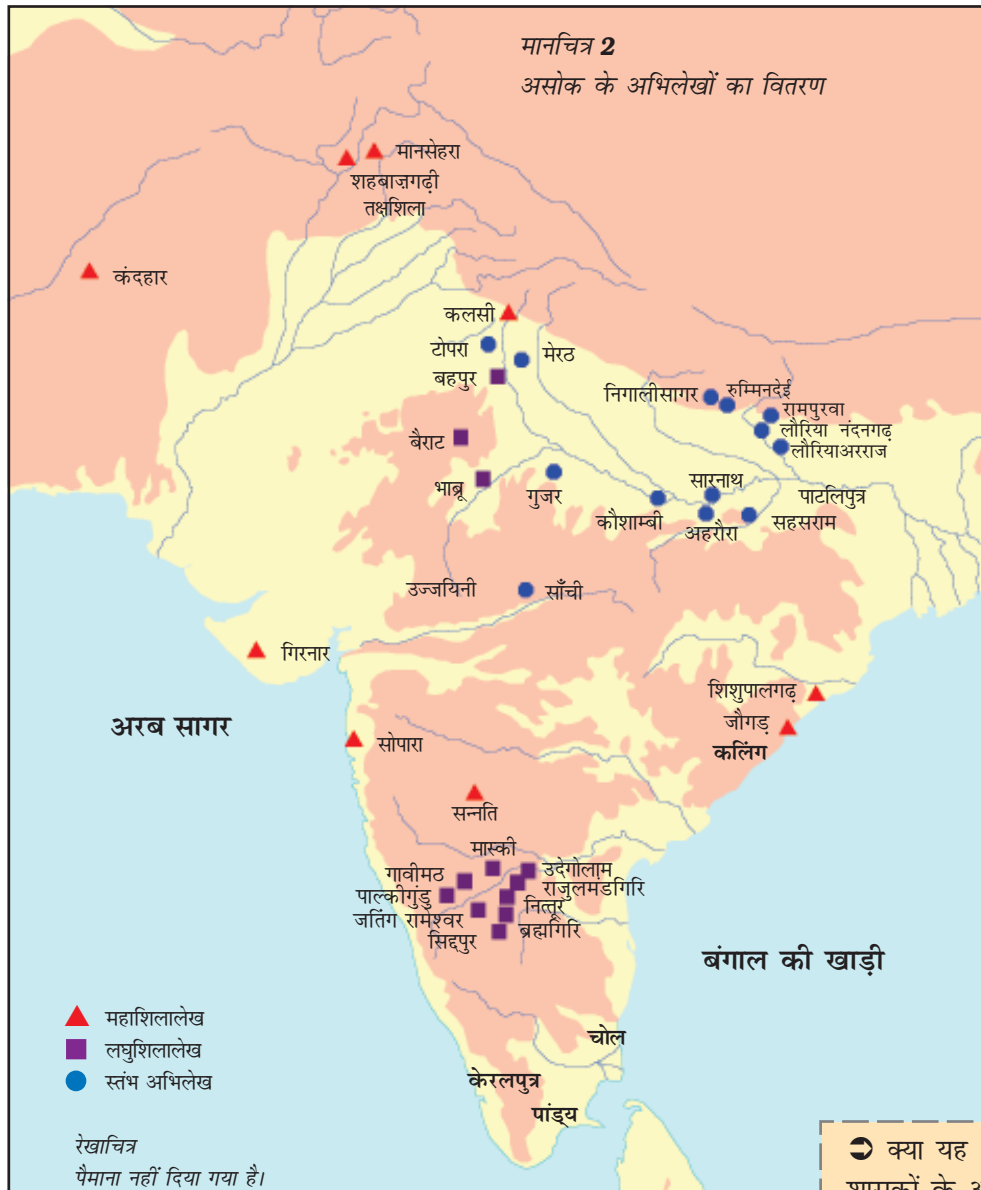 मानचित्र 2
असोक के अभिलेखों का वितरण
मानसेहरा
शहबाज़गढ़ी
तक्षशिला
कंदहार
कलसी
टोपरा
मेरठ
बहपुर
निगालीसागर
रुम्मिनदेई
रामपुरवा
लौरिया नंदनगढ़
लौरियाअरराज
बैराट
भाब्रू
गुजर
सारनाथ
पाटलिपुत्र
कौशाम्बी
अहरौरा
सहसराम
उज्जयिनी
साँची
गिरनार
शिशुपालगढ़
जौगड़
कलिंग
अरब सागर
सोपारा
सन्नति
मास्की
उदेगोलाम
गावीमठ
राजुलमंडगिरि
पाल्कीगुंडु
नित्तूर
जतिंग रामेश्वर
ब्रह्मगिरि
सिद्दपुर
बंगाल की खाड़ी
महाशिलालेख
लघुशिलालेख
स्तंभ अभिलेख
चोल
केरलपुत्र
पांड्य
रेखाचित्र
पैमाना नहीं दिया गया है।
➲ क्या यह
शासकों के